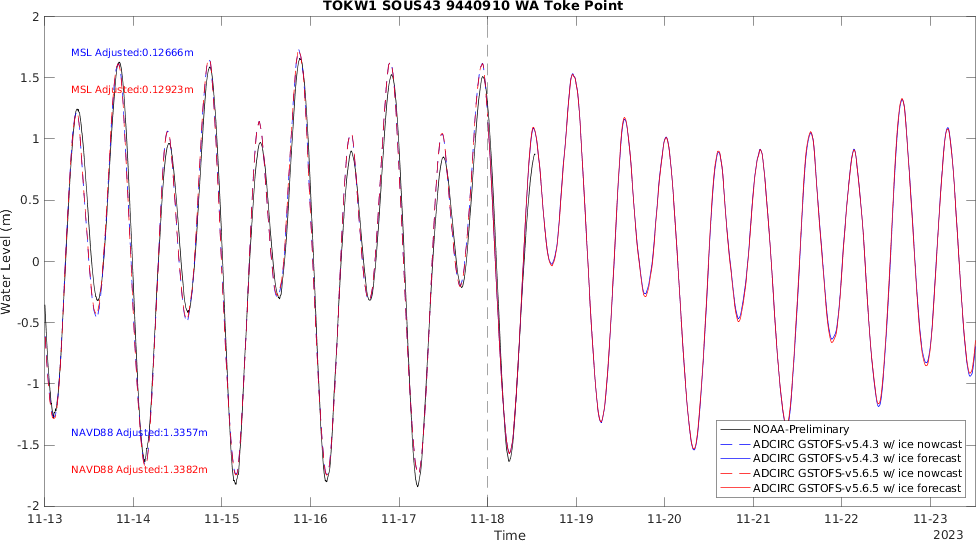 TOKW1 SOUS43 9440910 WA Toke Point
2
1.5
1
0.5
0
-0.5
-1
-1.5
-2
Water Level (m)
MSL Adjusted:0.12666m
MSL Adjusted:0.12923m
NAVD88 Adjusted:1.3357m
NAVD88 Adjusted:1.3382m
NOAA-Preliminary
ADCIRC GSTOFS-v5.4.3 w/ ice nowcast
ADCIRC GSTOFS-v5.4.3 w/ ice forecast
ADCIRC GSTOFS-v5.6.5 w/ ice nowcast
ADCIRC GSTOFS-v5.6.5 w/ ice forecast
11-13 11-14 11-15 11-16 11-17 11-18 11-19 11-20 11-21 11-22 11-23
Time
2023